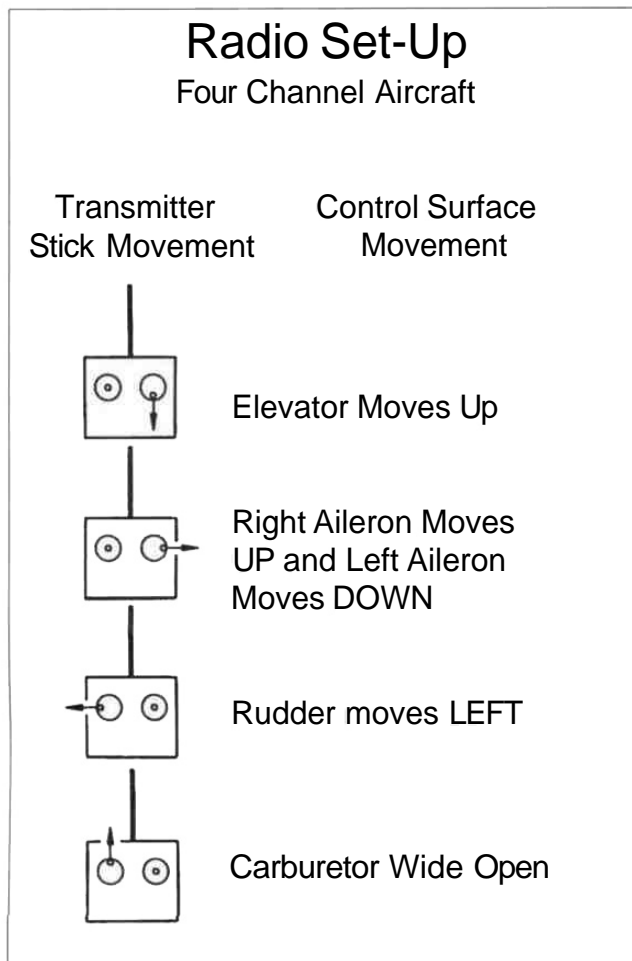 Radio Set-Up
Four Channel Aircraft
Transmitter
Stick Movement
Control Surface
Movement
Elevator Moves Up
Right Aileron Moves
UP and Left Aileron
Moves DOWN
Rudder moves LEFT
Carburetor Wide Open